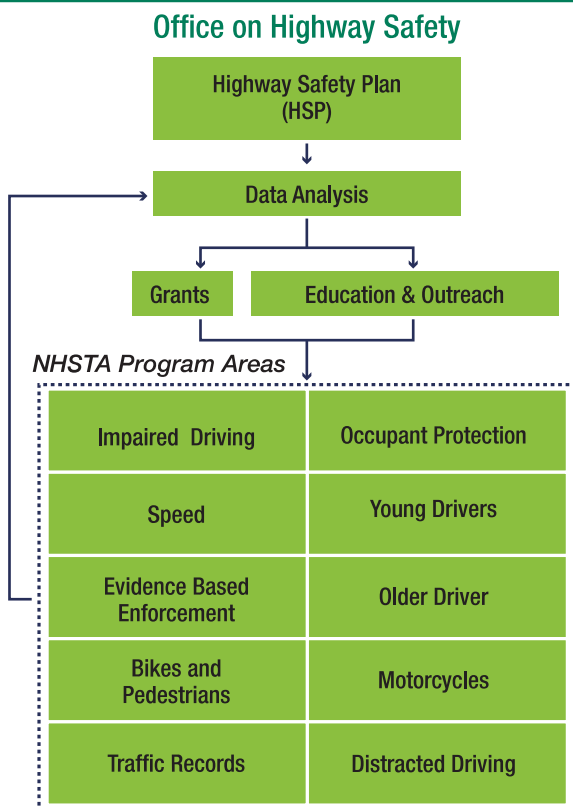 Office on Highway Safety
Highway Safety Plan
(HSP)
Data Analysis
Grants
Education & Outreach
NHSTA Program Areas
Impaired Driving
Occupant Protection
Speed
Young Drivers
Evidence Based
Enforcement
Older Driver
Bikes and
Pedestrians
Motorcycles
Traffic Records
Distracted Driving